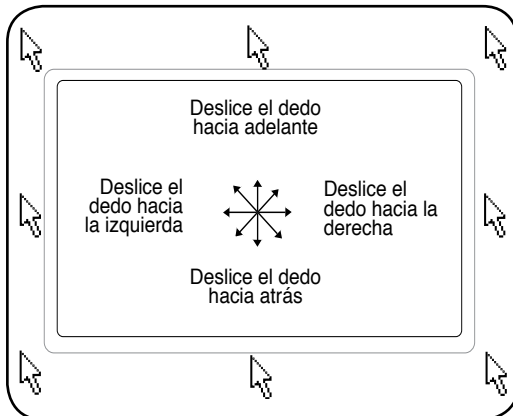 Deslice el dedo
hacia adelante
Deslice el
dedo hacia
la izquierda
Deslice el
dedo hacia la
derecha
Deslice el dedo
hacia atrás